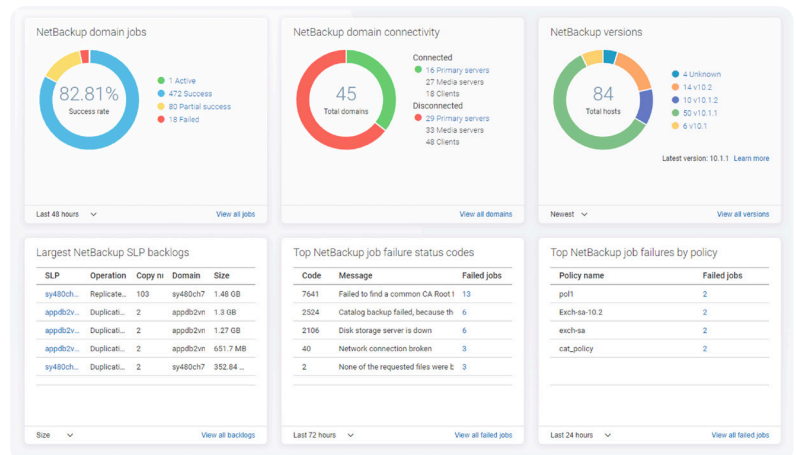 NetBackup domain jobs
82.81%
Success rate
1 Active
472 Success
80 Partial success
18 Failed
Last 48 hours
View all jobs
NetBackup domain connectivity
45
Total domains
Connected
16 Primary servers
27 Media servers
18 Clients
Disconnected
29 Primary servers
33 Media servers
48 Clients
View all domains
NetBackup versions
84
Total hosts
4 Unknown
14 v10.2
10 v10.1.2
50 v10.1.1
6 v10.1
Latest version: 10.1.1 Learn more
Newest
View all versions
Largest NetBackup SLP backlogs
SLP Operation Copy nu Domain Size
sy480ch... Replicate... 103 sy480ch7 1.48 GB
appdb2v... Duplicati... 2 appdb2vn 1.3 GB
appdb2v... Duplicati... 2 appdb2vn 1.27 GB
appdb2v... Duplicati... 2 appdb2vn 651.7 MB
sy480ch... Duplicati... 2 sy480ch7 352.84 ...
Size
View all backlogs
Top NetBackup job failure status codes
Code Message Failed jobs
7641 Failed to find a common CA Root f 13
2524 Catalog backup failed, because th 6
2106 Disk storage server is down 6
40 Network connection broken 3
2 None of the requested files were b 3
Last 72 hours
View all failed jobs
Top NetBackup job failures by policy
Policy name Failed jobs
pol1 2
Exch-sa-10.2 2
exch-sa 2
cat_policy 2
Last 24 hours
View all failed jobs